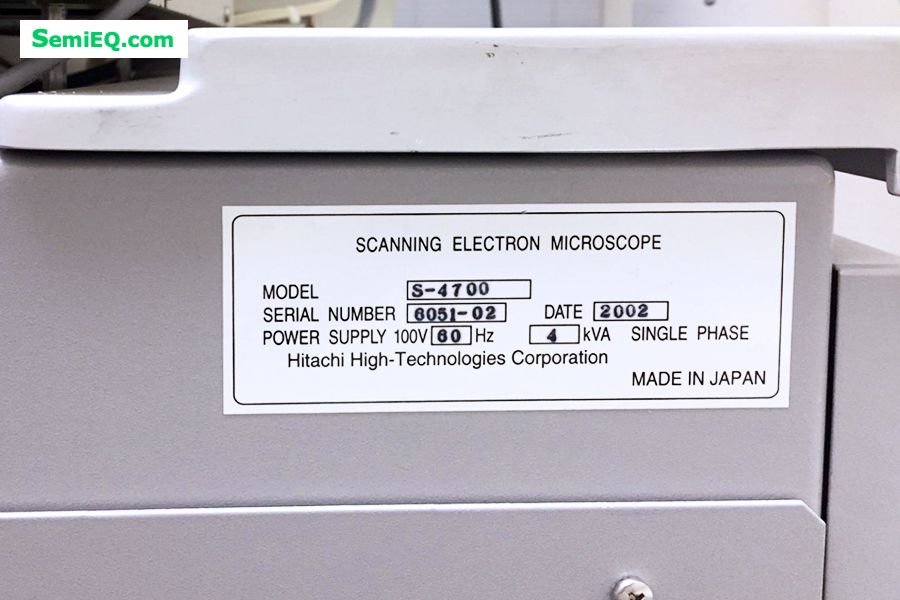 SemiEQ.com
SCANNING ELECTRON MICROSCOPE
MODEL S-4700
SERIAL NUMBER 6051-02 DATE 2002
POWER SUPPLY 100V 60 Hz 4 kVA SINGLE PHASE
Hitachi High-Technologies Corporation
MADE IN JAPAN